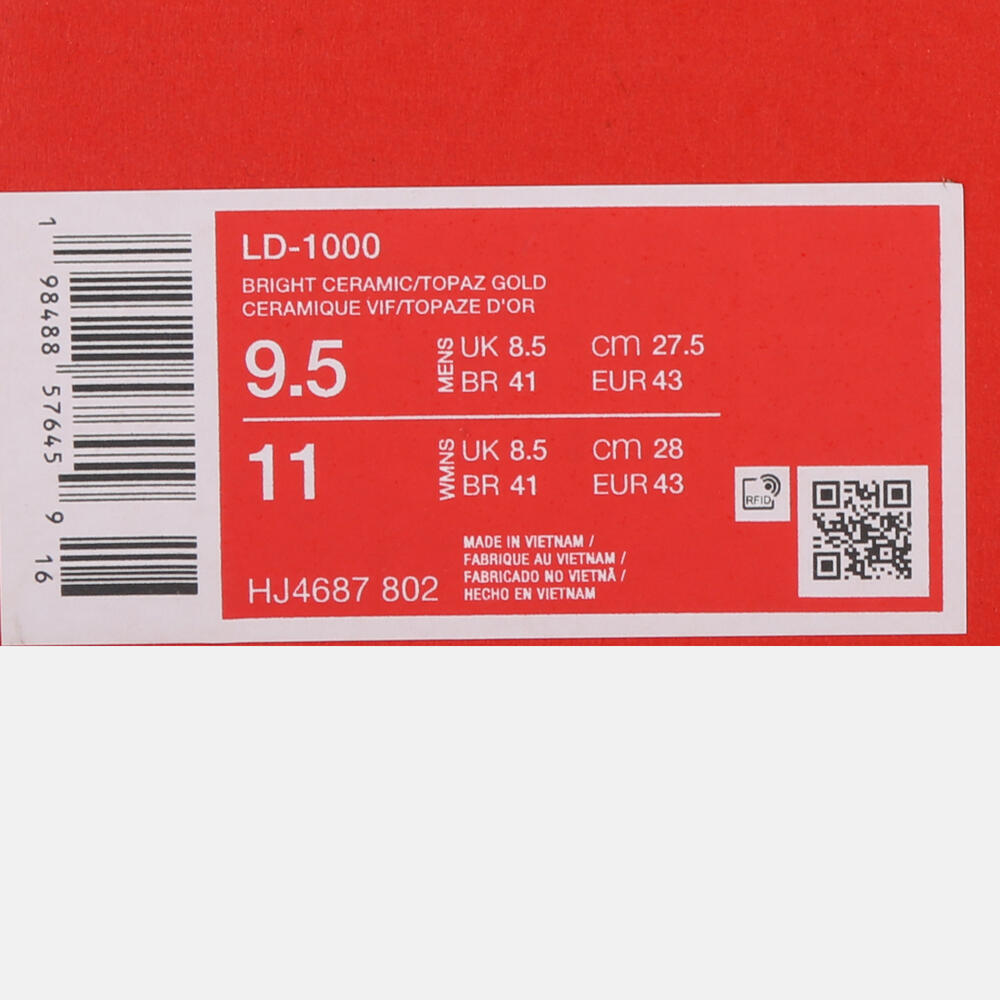 LD-1000
BRIGHT CERAMIC/TOPAZ GOLD
CERAMIQUE VIF/TOPAZE D'OR
9.5
MENS
UK 8.5 cm 27.5
BR 41 EUR 43
11
WMNS
UK 8.5 cm 28
BR 41 EUR 43
MADE IN VIETNAM /
FABRIQUE AU VIETNAM /
FABRICADO NO VIETNÃ /
HECHO EN VIETNAM
HJ4687 802
RFID
1 98488 57645 9 16